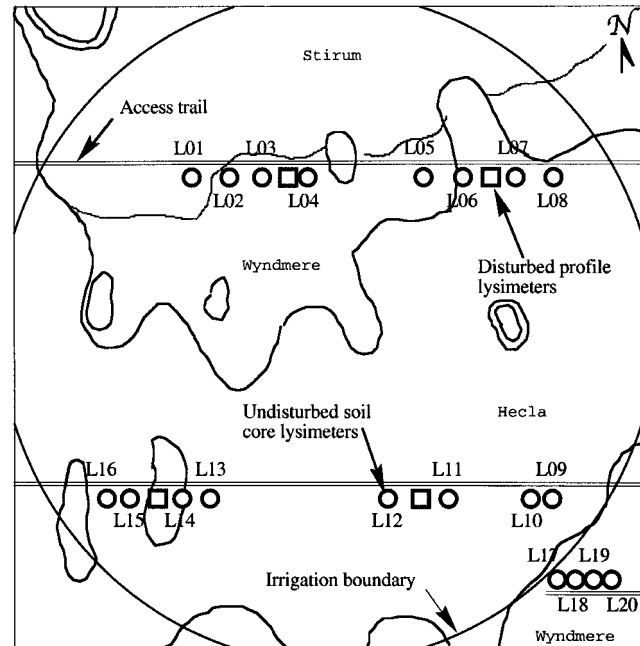 N
Stirum
Access trail
L01 L03 L05 L07
L02 L04 L06 L08
Wyndmere
Disturbed profile
lysimeters
Hecla
Undisturbed soil
core lysimeters
L16 L13 L11 L09
L15 L14 L12 L10
L17 L19
Irrigation boundary
L18 L20
Wyndmere